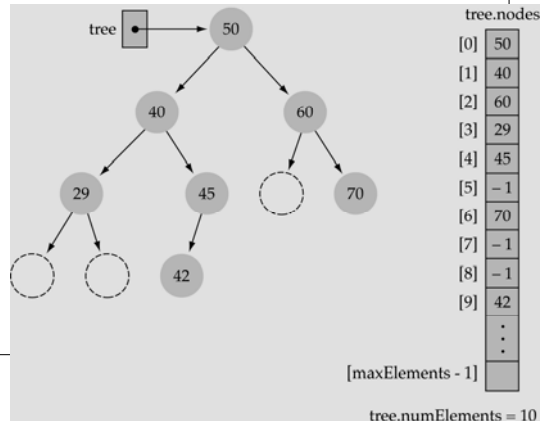 tree.nodes
tree
50
[0] 50
[1] 40
40
60
[2] 60
[3] 29
29
45
70
[4] 45
[5] – 1
[6] 70
[7] – 1
42
[8] – 1
[9] 42
[maxElements - 1]
tree.numElements = 10